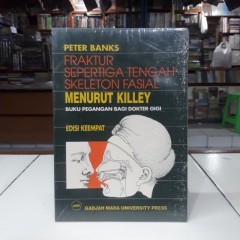 PETER BANKS
FRAKTUR
SEPERTIGA TENGAH
SKELETON FASIAL
MENURUT KILLEY
BUKU PEGANGAN BAGI DOKTER GIGI
EDISI KEEMPAT
GADJAH MADA UNIVERSITY PRESS